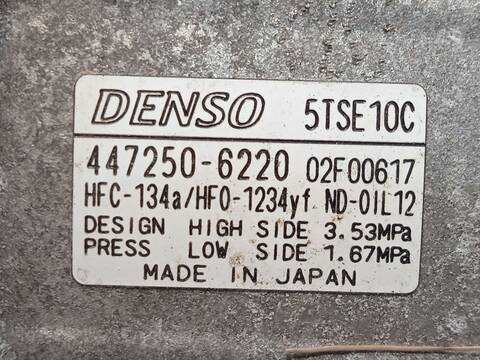 DENSO 5TSE10C
447250-6220 02F00617
HFC-134a/HFO-1234yf ND-OIL12
DESIGN HIGH SIDE 3.53MPa
PRESS LOW SIDE 1.67MPa
MADE IN JAPAN